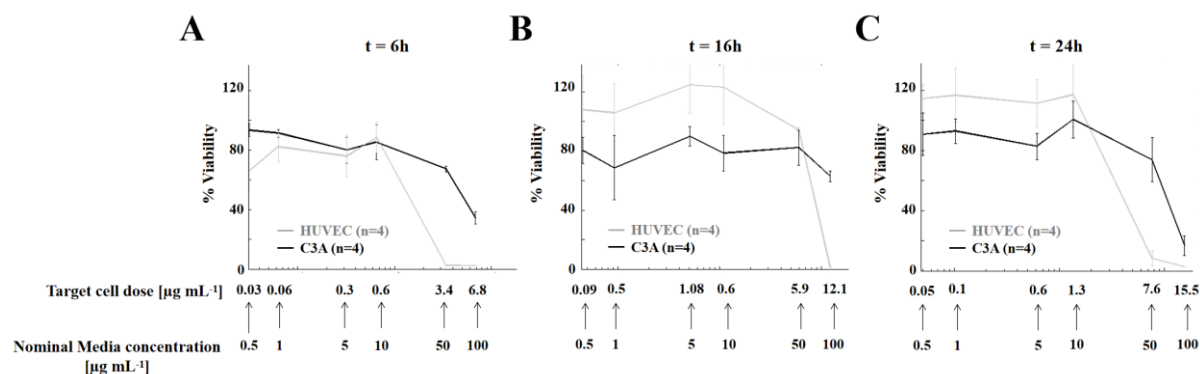 A
t = 6h
B
t = 16h
C
t = 24h
% Viability
120
80
40
0
HUVEC (n=4)
C3A (n=4)
% Viability
120
80
40
0
HUVEC (n=4)
C3A (n=4)
% Viability
120
80
40
0
HUVEC (n=4)
C3A (n=4)
Target cell dose [µg mL⁻¹] 0.03 0.06 0.3 0.6 3.4 6.8 0.09 0.5 1.08 0.6 5.9 12.1 0.05 0.1 0.6 1.3 7.6 15.5
Nominal Media concentration 0.5 1 5 10 50 100 0.5 1 5 10 50 100 0.5 1 5 10 50 100
[µg mL⁻¹]